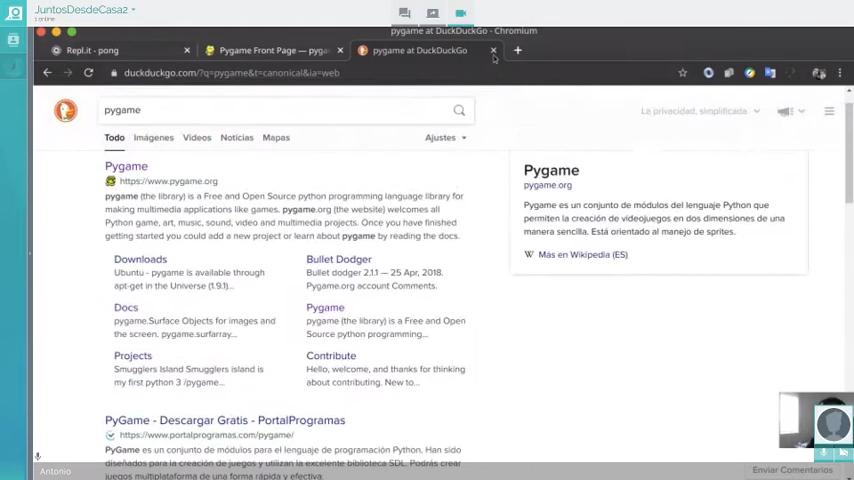 JuntosDesdeCasa2
1 online
pygame at DuckDuckGo - Chromium
Repl.it - pong
Pygame Front Page — pyga
pygame at DuckDuckGo
duckduckgo.com/?q=pygame&t=canonical&ia=web
pygame
La privacidad, simplificada
Todo Imágenes Videos Noticias Mapas Ajustes
Pygame
https://www.pygame.org
pygame (the library) is a Free and Open Source python programming language library for
making multimedia applications like games. pygame.org (the website) welcomes all
Python game, art, music, sound, video and multimedia projects. Once you have finished
getting started you could add a new project or learn about pygame by reading the docs.
Downloads
Ubuntu - pygame is available through
apt-get in the Universe (1.9.1)...
Bullet Dodger
Bullet dodger 2.1.1 — 25 Apr, 2018.
Pygame.org account Comments.
Docs
pygame.Surface Objects for images and
the screen. pygame.surfarray...
Pygame
pygame (the library) is a Free and Open
Source python programming...
Projects
Smugglers Island Smugglers island is
my first python 3 /pygame...
Contribute
Hello, welcome, and thanks for thinking
about contributing. New to...
PyGame - Descargar Gratis - PortalProgramas
https://www.portalprogramas.com/pygame/
PyGame es un conjunto de módulos para el lenguaje de programación Python. Han sido
diseñados para la creación de juegos y utilizan la excelente biblioteca SDL. Podrás crear
juegos multiplataforma de una forma rápida y efectiva.
Pygame
pygame.org
Pygame es un conjunto de módulos del lenguaje Python que
permiten la creación de videojuegos en dos dimensiones de una
manera sencilla. Está orientado al manejo de sprites.
W Más en Wikipedia (ES)
Antonio
Enviar Comentarios